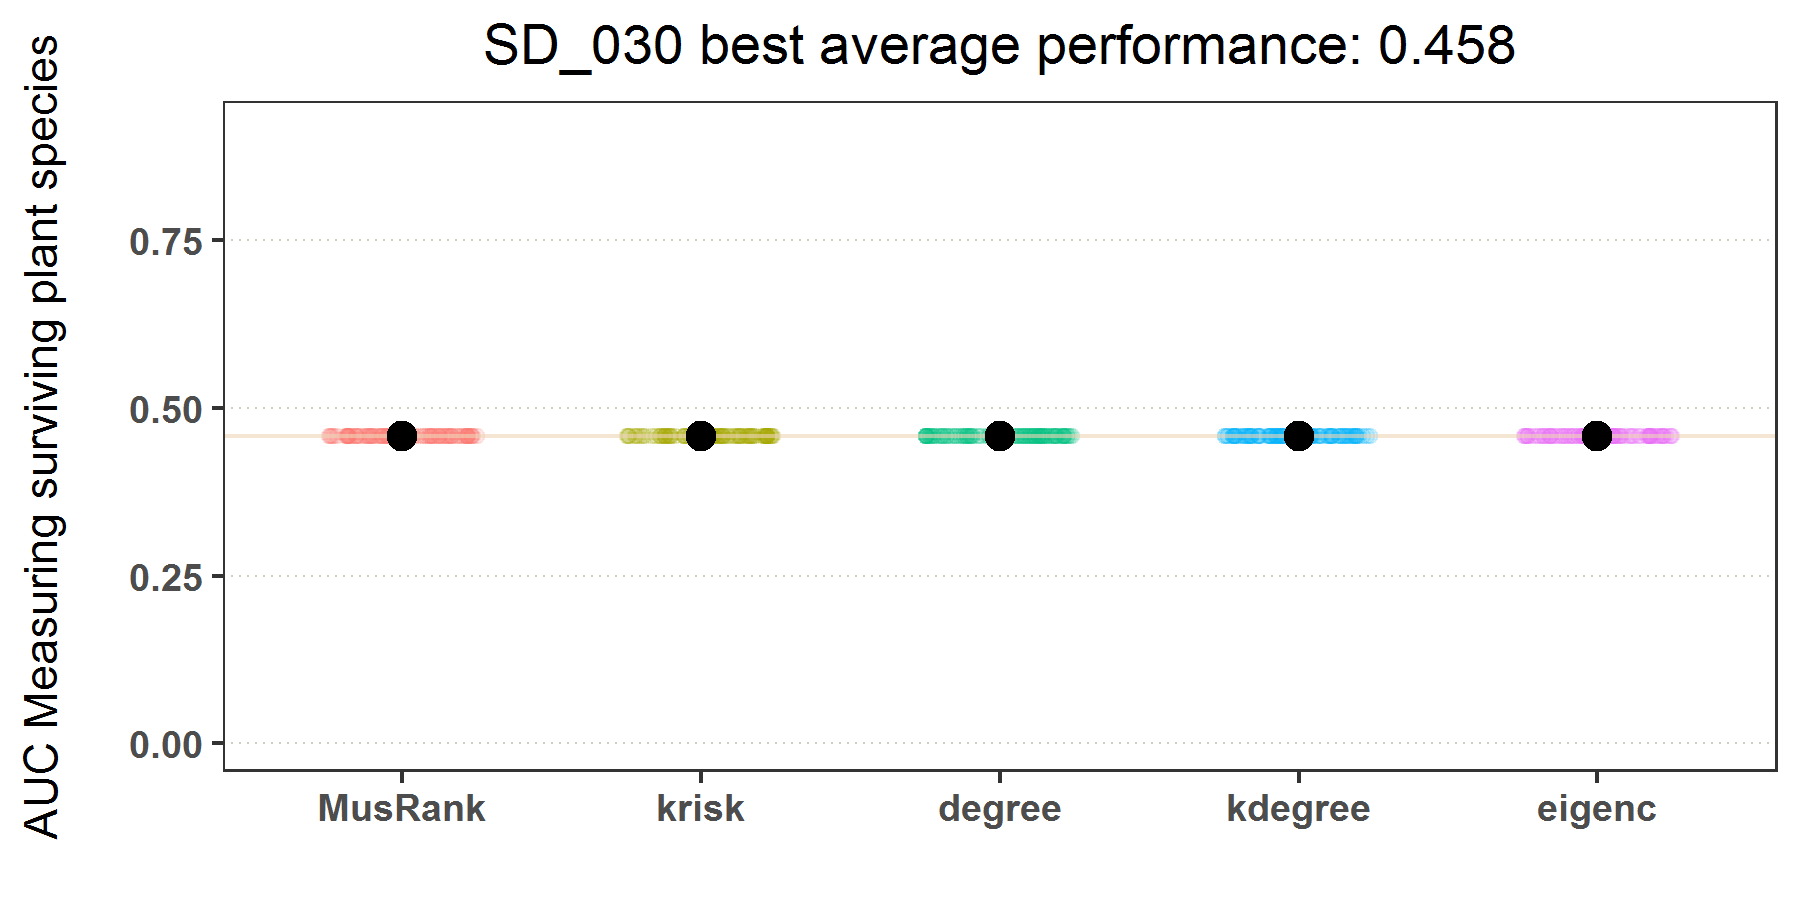 SD_030 best average performance: 0.458
AUC Measuring surviving plant species
0.75
0.50
0.25
0.00
MusRank krisk degree kdegree eigenc